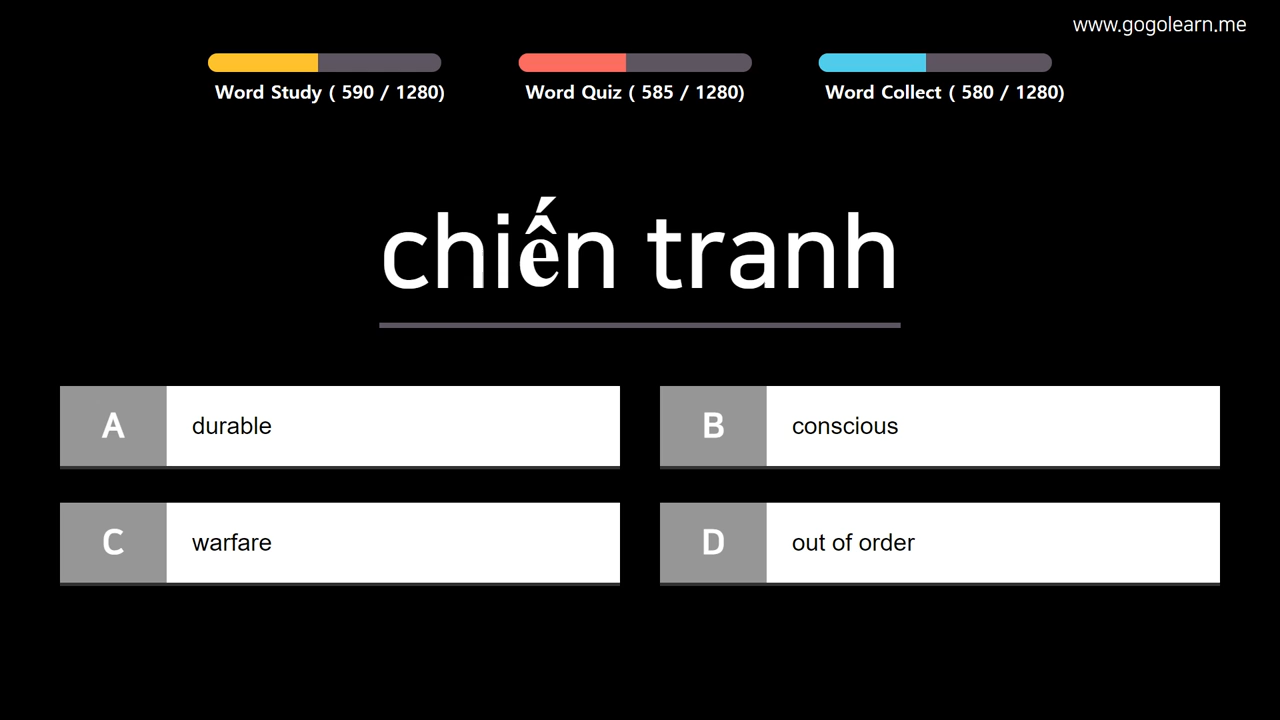 www.gogolearn.me
Word Study ( 590 / 1280)
Word Quiz ( 585 / 1280)
Word Collect ( 580 / 1280)
chiến tranh
A durable
B conscious
C warfare
D out of order